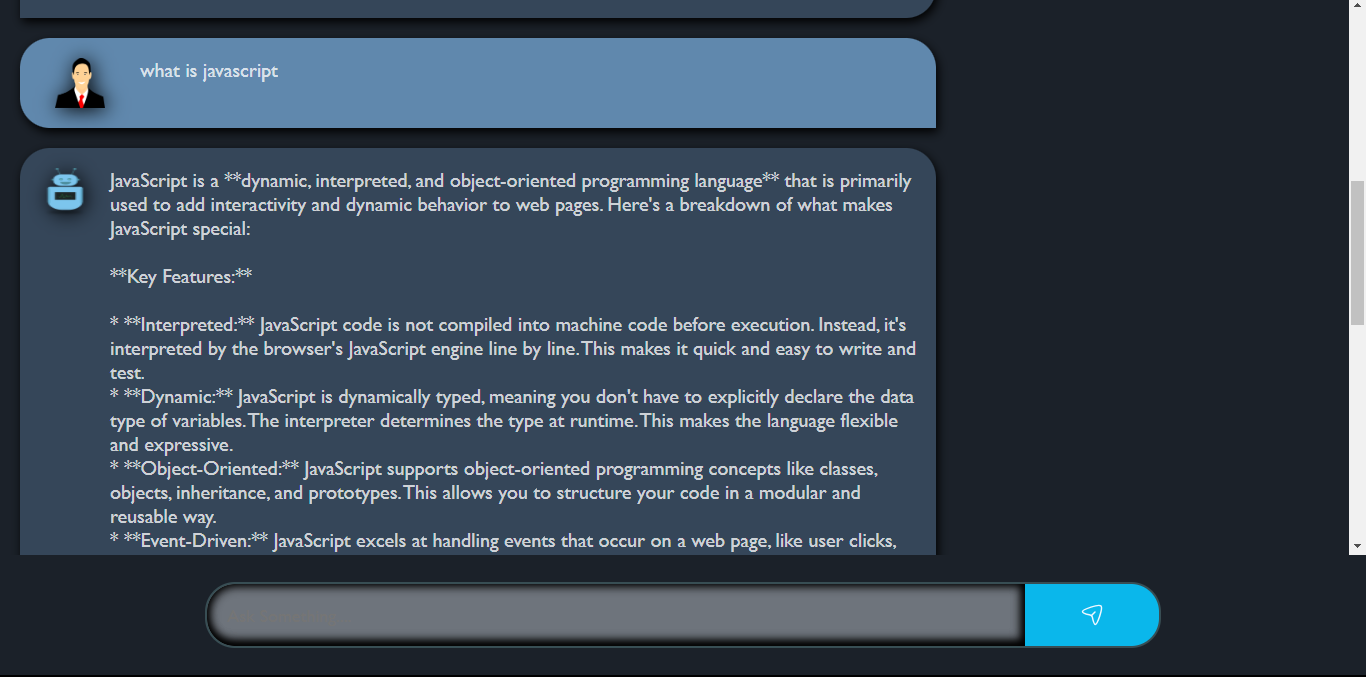 what is javascript
JavaScript is a **dynamic, interpreted, and object-oriented programming language** that is primarily
used to add interactivity and dynamic behavior to web pages. Here's a breakdown of what makes
JavaScript special:
**Key Features:**
* **Interpreted:** JavaScript code is not compiled into machine code before execution. Instead, it's
interpreted by the browser's JavaScript engine line by line. This makes it quick and easy to write and
test.
* **Dynamic:** JavaScript is dynamically typed, meaning you don't have to explicitly declare the data
type of variables. The interpreter determines the type at runtime. This makes the language flexible
and expressive.
* **Object-Oriented:** JavaScript supports object-oriented programming concepts like classes,
objects, inheritance, and prototypes. This allows you to structure your code in a modular and
reusable way.
* **Event-Driven:** JavaScript excels at handling events that occur on a web page, like user clicks,